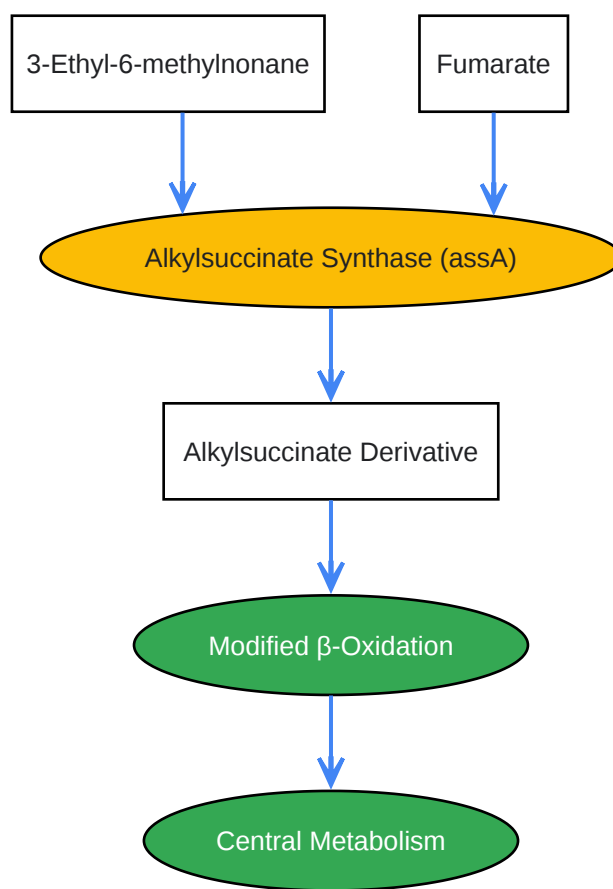 3-Ethyl-6-methylnonane
Fumarate
Alkylsuccinate Synthase (assA)
Alkylsuccinate Derivative
Modified β-Oxidation
Central Metabolism